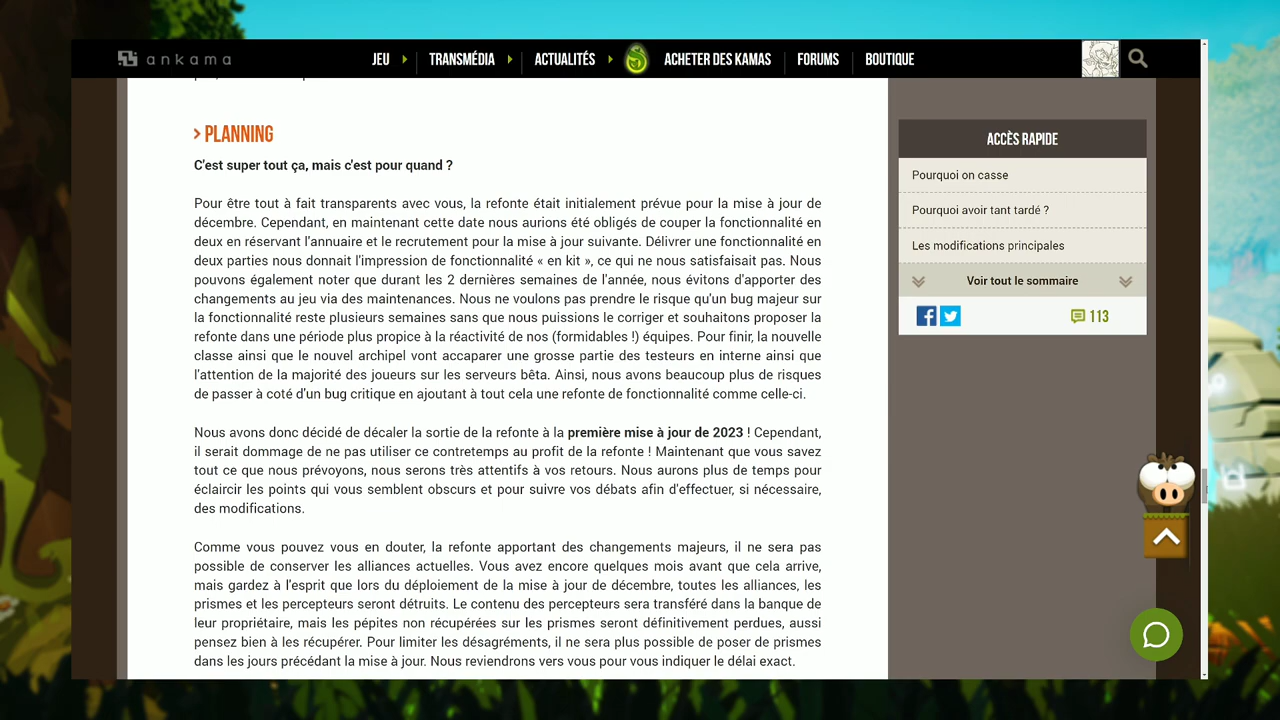 ankama
JEU
TRANSMÉDIA
ACTUALITÉS
ACHETER DES KAMAS
FORUMS
BOUTIQUE
PLANNING
C'est super tout ça, mais c'est pour quand ?
Pour être tout à fait transparents avec vous, la refonte était initialement prévue pour la mise à jour de
décembre. Cependant, en maintenant cette date nous aurions été obligés de couper la fonctionnalité en
deux en réservant l'annuaire et le recrutement pour la mise à jour suivante. Délivrer une fonctionnalité en
deux parties nous donnait l'impression de fonctionnalité « en kit », ce qui ne nous satisfaisait pas. Nous
pouvons également noter que durant les 2 dernières semaines de l'année, nous évitons d'apporter des
changements au jeu via des maintenances. Nous ne voulons pas prendre le risque qu'un bug majeur sur
la fonctionnalité reste plusieurs semaines sans que nous puissions le corriger et souhaitons proposer la
refonte dans une période plus propice à la réactivité de nos (formidables !) équipes. Pour finir, la nouvelle
classe ainsi que le nouvel archipel vont accaparer une grosse partie des testeurs en interne ainsi que
l'attention de la majorité des joueurs sur les serveurs bêta. Ainsi, nous avons beaucoup plus de risques
de passer à coté d'un bug critique en ajoutant à tout cela une refonte de fonctionnalité comme celle-ci.
Nous avons donc décidé de décaler la sortie de la refonte à la première mise à jour de 2023 ! Cependant,
il serait dommage de ne pas utiliser ce contretemps au profit de la refonte ! Maintenant que vous savez
tout ce que nous prévoyons, nous serons très attentifs à vos retours. Nous aurons plus de temps pour
éclaircir les points qui vous semblent obscurs et pour suivre vos débats afin d'effectuer, si nécessaire,
des modifications.
Comme vous pouvez vous en douter, la refonte apportant des changements majeurs, il ne sera pas
possible de conserver les alliances actuelles. Vous avez encore quelques mois avant que cela arrive,
mais gardez à l'esprit que lors du déploiement de la mise à jour de décembre, toutes les alliances, les
prismes et les percepteurs seront détruits. Le contenu des percepteurs sera transféré dans la banque de
leur propriétaire, mais les pépites non récupérées sur les prismes seront définitivement perdues, aussi
pensez bien à les récupérer. Pour limiter les désagréments, il ne sera plus possible de poser de prismes
dans les jours précédant la mise à jour. Nous reviendrons vers vous pour vous indiquer le délai exact.
ACCÈS RAPIDE
Pourquoi on casse
Pourquoi avoir tant tardé ?
Les modifications principales
Voir tout le sommaire
113